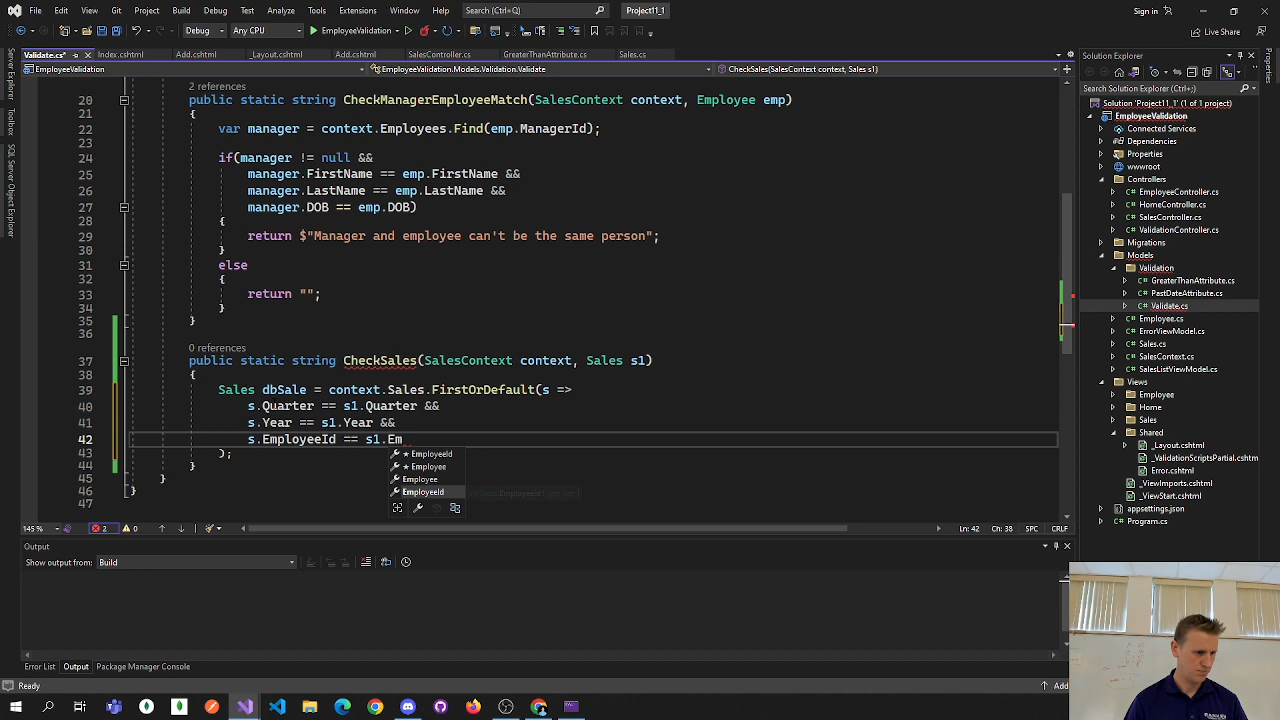 File Edit View Git Project Build Debug Test Analyze Tools Extensions Window Help Search (Ctrl+Q) Project11_1 Sign in
Debug Any CPU EmployeeValidation Live Share
Validate.cs* Index.cshtml Add.cshtml _Layout.cshtml Add.cshtml SalesController.cs GreaterThanAttribute.cs Sales.cs
EmployeeValidation EmployeeValidation.Models.Validation.Validate CheckSales(SalesContext context, Sales s1)
2 references
20 public static string CheckManagerEmployeeMatch(SalesContext context, Employee emp)
21 {
22 var manager = context.Employees.Find(emp.ManagerId);
23
24 if(manager != null &&
25 manager.FirstName == emp.FirstName &&
26 manager.LastName == emp.LastName &&
27 manager.DOB == emp.DOB)
28 {
29 return $"Manager and employee can't be the same person";
30 }
31 else
32 {
33 return "";
34 }
35 }
36
0 references
37 public static string CheckSales(SalesContext context, Sales s1)
38 {
39 Sales dbSale = context.Sales.FirstOrDefault(s =>
40 s.Quarter == s1.Quarter &&
41 s.Year == s1.Year &&
42 s.EmployeeId == s1.Em
43 );
44 }
45 }
46 }
47
★ EmployeeId
★ Employee
Employee
EmployeeId
145 % 2 0 Ln: 42 Ch: 38 SPC CRLF
Output
Show output from: Build
Error List Output Package Manager Console
Ready Add
Server Explorer
Toolbox
SQL Server Object Explorer
Properties
Solution Explorer
Search Solution Explorer (Ctrl+;)
Solution 'Project11_1' (1 of 1 project)
EmployeeValidation
Connected Services
Dependencies
Properties
wwwroot
Controllers
C# EmployeeController.cs
C# HomeController.cs
C# SalesController.cs
C# ValidationController.cs
Migrations
Models
Validation
C# GreaterThanAttribute.cs
C# PastDateAttribute.cs
C# Validate.cs
C# Employee.cs
C# ErrorViewModel.cs
C# Sales.cs
C# SalesContext.cs
C# SalesListViewModel.cs
Views
Employee
Home
Sales
Shared
_Layout.cshtml
_ValidationScriptsPartial.cshtm
Error.cshtml
_ViewImports.cshtml
_ViewStart.cshtml
appsettings.json
C# Program.cs